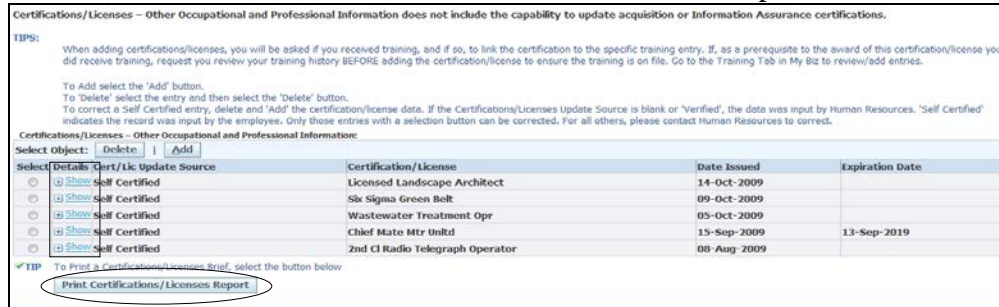 Certifications/Licenses – Other Occupational and Professional Information does not include the capability to update acquisition or Information Assurance certifications.
TIPS:
When adding certifications/licenses, you will be asked if you received training, and if so, to link the certification to the specific training entry. If, as a prerequisite to the award of this certification/license you
did receive training, request you review your training history BEFORE adding the certification/license to ensure the training is on file. Go to the Training Tab in My Biz to review/add entries.
To Add select the 'Add' button.
To 'Delete' select the entry and then select the 'Delete' button.
To correct a Self Certified entry, delete and 'Add' the certification/license data. If the Certifications/Licenses Update Source is blank or 'Verified', the data was input by Human Resources. 'Self Certified'
indicates the record was input by the employee. Only those entries with a selection button can be corrected. For all others, please contact Human Resources to correct.
Certifications/Licenses – Other Occupational and Professional Information:
Select Object: Delete | Add
Select Details Cert/Lic Update Source Certification/License Date Issued Expiration Date
Show Self Certified Licensed Landscape Architect 14-Oct-2009
Show Self Certified Six Sigma Green Belt 09-Oct-2009
Show Self Certified Wastewater Treatment Opr 05-Oct-2009
Show Self Certified Chief Mate Mtr Unltd 15-Sep-2009 13-Sep-2019
Show Self Certified 2nd Cl Radio Telegraph Operator 08-Aug-2009
TIP To Print a Certifications/Licenses Brief, select the button below
Print Certifications/Licenses Report